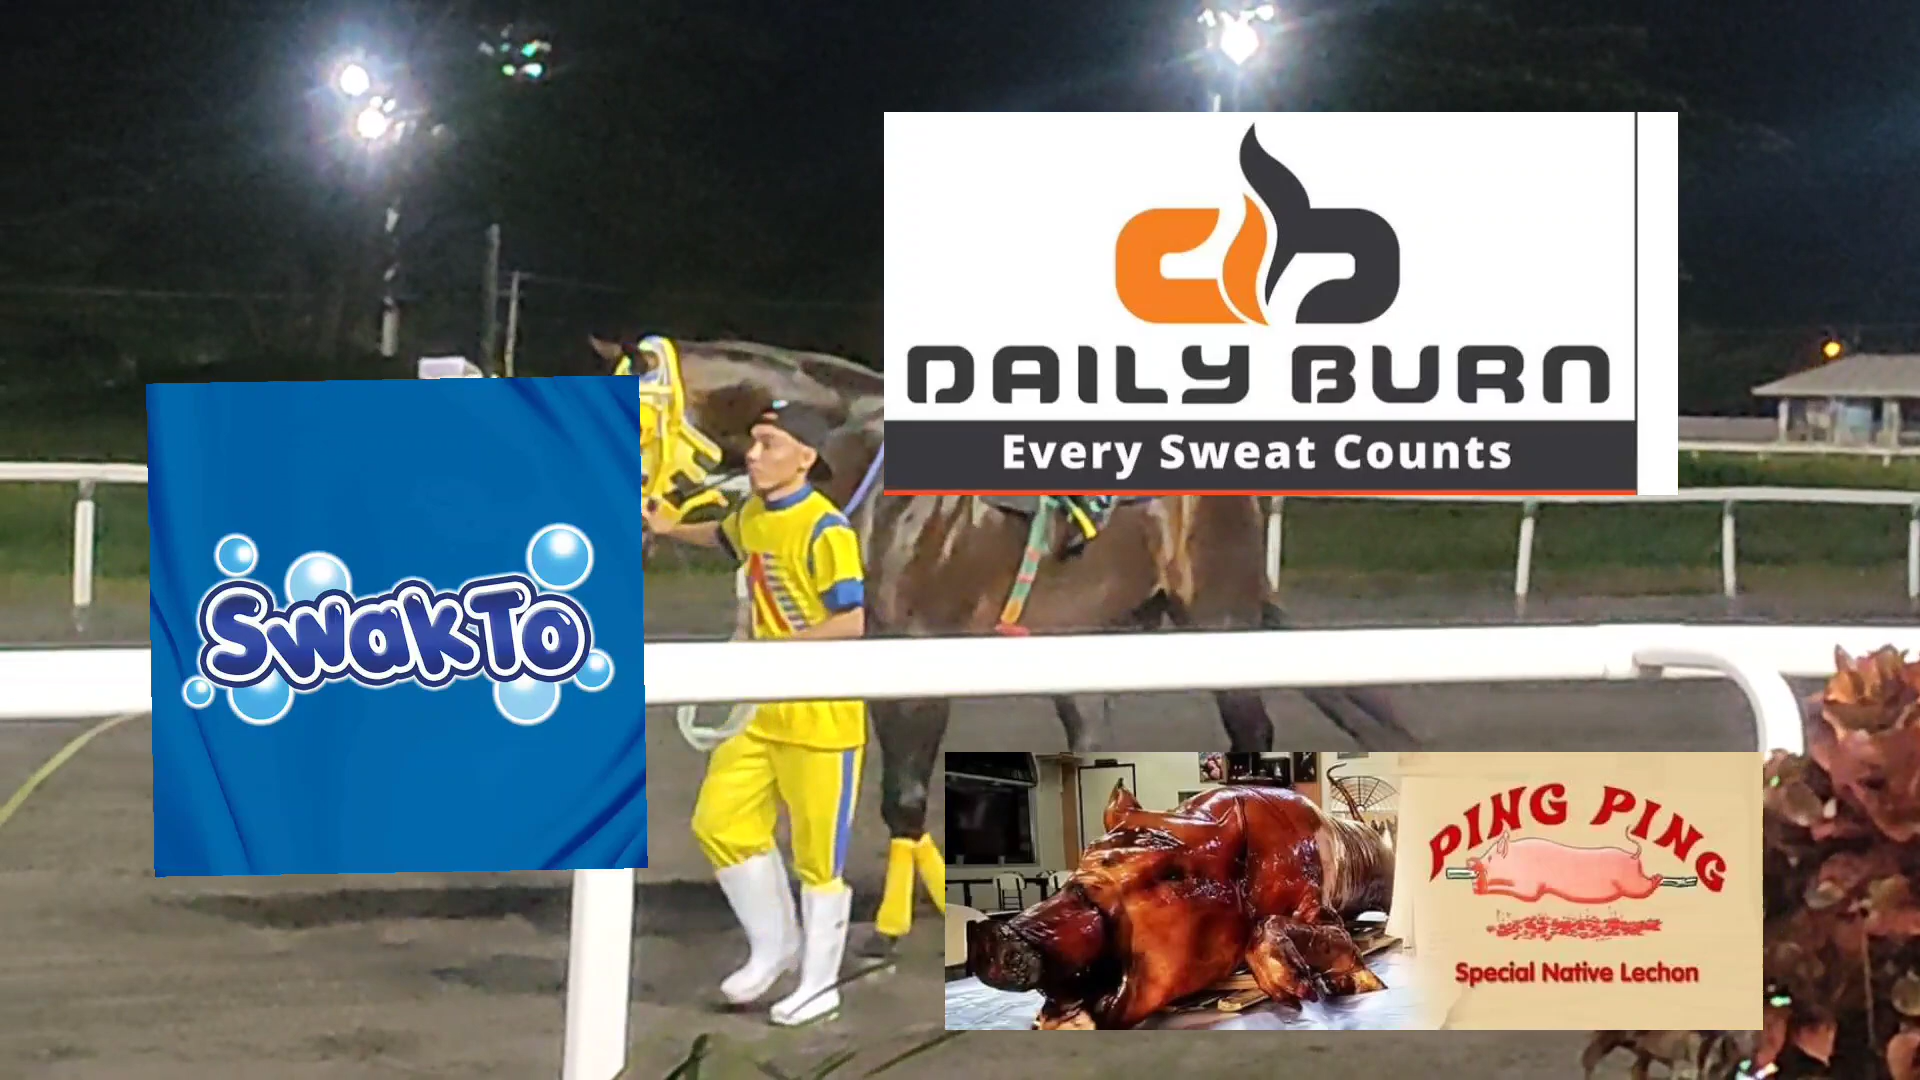 DAILY BURN
Every Sweat Counts
SwakTo
PING PING
Special Native Lechon